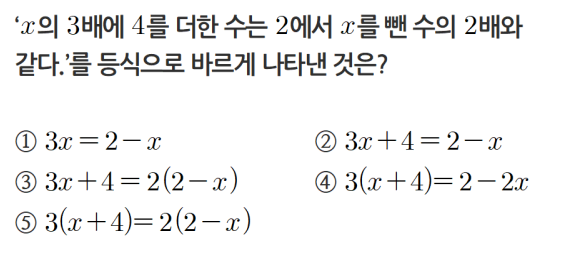 ‘x의 3배에 4를 더한 수는 2에서 x를 뺀 수의 2배와
같다.’를 등식으로 바르게 나타낸 것은?
① 3x=2-x ② 3x+4=2-x
③ 3x+4=2(2-x) ④ 3(x+4)=2-2x
⑤ 3(x+4)=2(2-x)